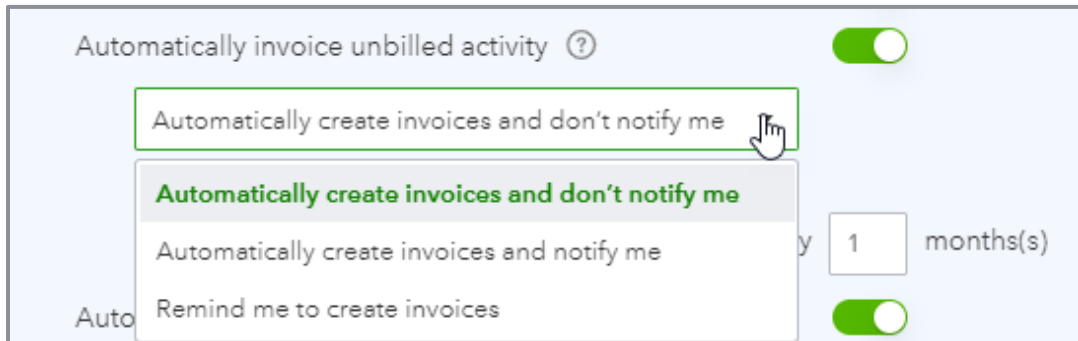 Automatically invoice unbilled activity ?
Automatically create invoices and don't notify me
Automatically create invoices and don't notify me
Automatically create invoices and notify me
y 1 months(s)
Remind me to create invoices
Auto